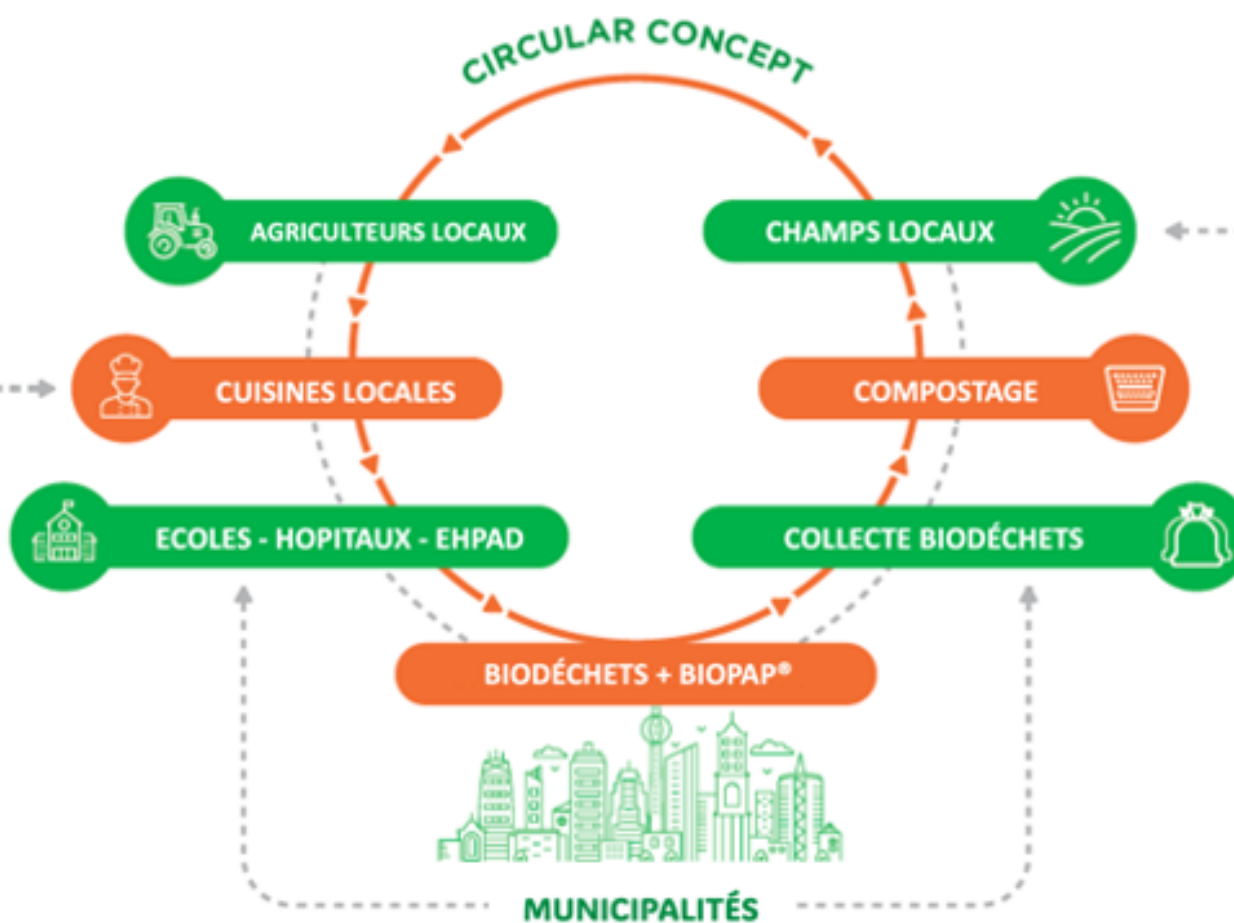 CIRCULAR CONCEPT
AGRICULTEURS LOCAUX
CHAMPS LOCAUX
CUISINES LOCALES
COMPOSTAGE
ECOLES - HOPITAUX - EHPAD
COLLECTE BIODÉCHETS
BIODÉCHETS + BIOPAP®
MUNICIPALITÉS